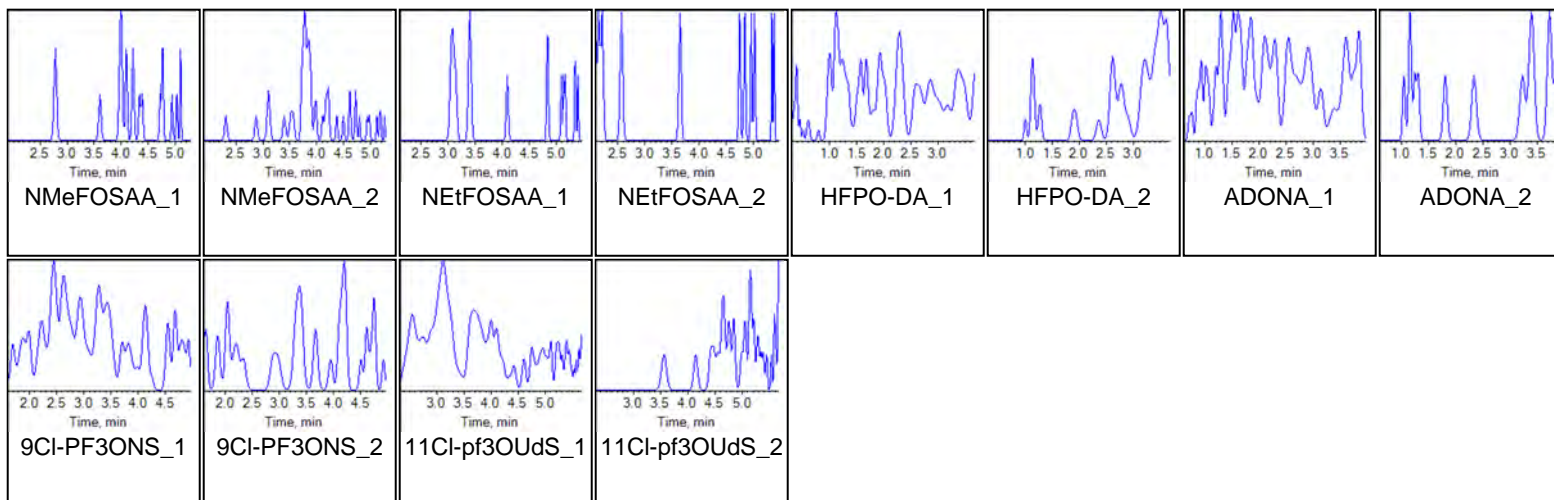 2.5 3.0 3.5 4.0 4.5 5.0
Time, min
NMeFOSAA_1
2.5 3.0 3.5 4.0 4.5 5.0
Time, min
NMeFOSAA_2
2.5 3.0 3.5 4.0 4.5 5.0
Time, min
NEtFOSAA_1
2.5 3.0 3.5 4.0 4.5 5.0
Time, min
NEtFOSAA_2
1.0 1.5 2.0 2.5 3.0
Time, min
HFPO-DA_1
1.0 1.5 2.0 2.5 3.0
Time, min
HFPO-DA_2
1.0 1.5 2.0 2.5 3.0 3.5
Time, min
ADONA_1
1.0 1.5 2.0 2.5 3.0 3.5
Time, min
ADONA_2
2.0 2.5 3.0 3.5 4.0 4.5
Time, min
9Cl-PF3ONS_1
2.0 2.5 3.0 3.5 4.0 4.5
Time, min
9Cl-PF3ONS_2
3.0 3.5 4.0 4.5 5.0
Time, min
11Cl-pf3OUdS_1
3.0 3.5 4.0 4.5 5.0
Time, min
11Cl-pf3OUdS_2